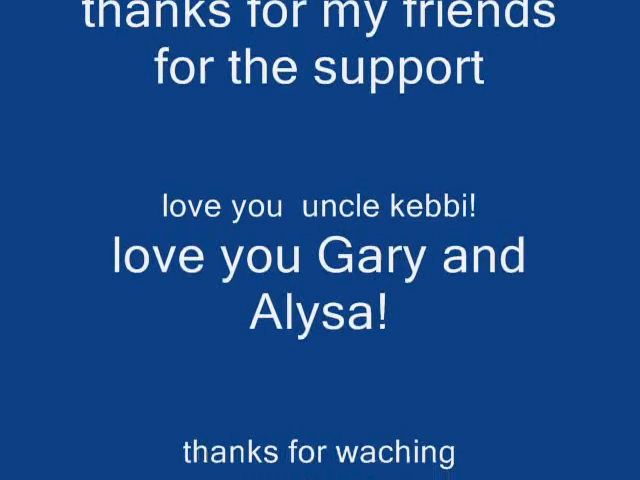 thanks for my friends
for the support
love you  uncle kebbi!
love you Gary and
Alysa!
thanks for waching